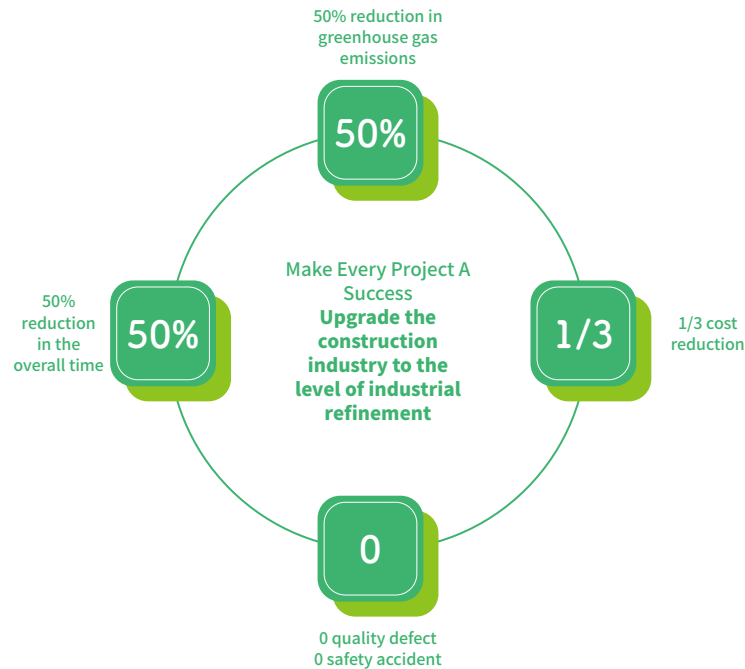 50% reduction in
greenhouse gas
emissions
50%
50%
reduction
in the
overall time
50%
Make Every Project A
Success
Upgrade the
construction
industry to the
level of industrial
refinement
1/3
1/3 cost
reduction
0
0 quality defect
0 safety accident